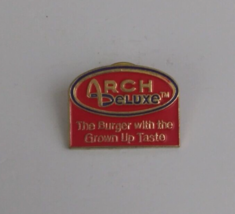 ARCH
DELUXE™
The Burger with the
Grown Up Taste